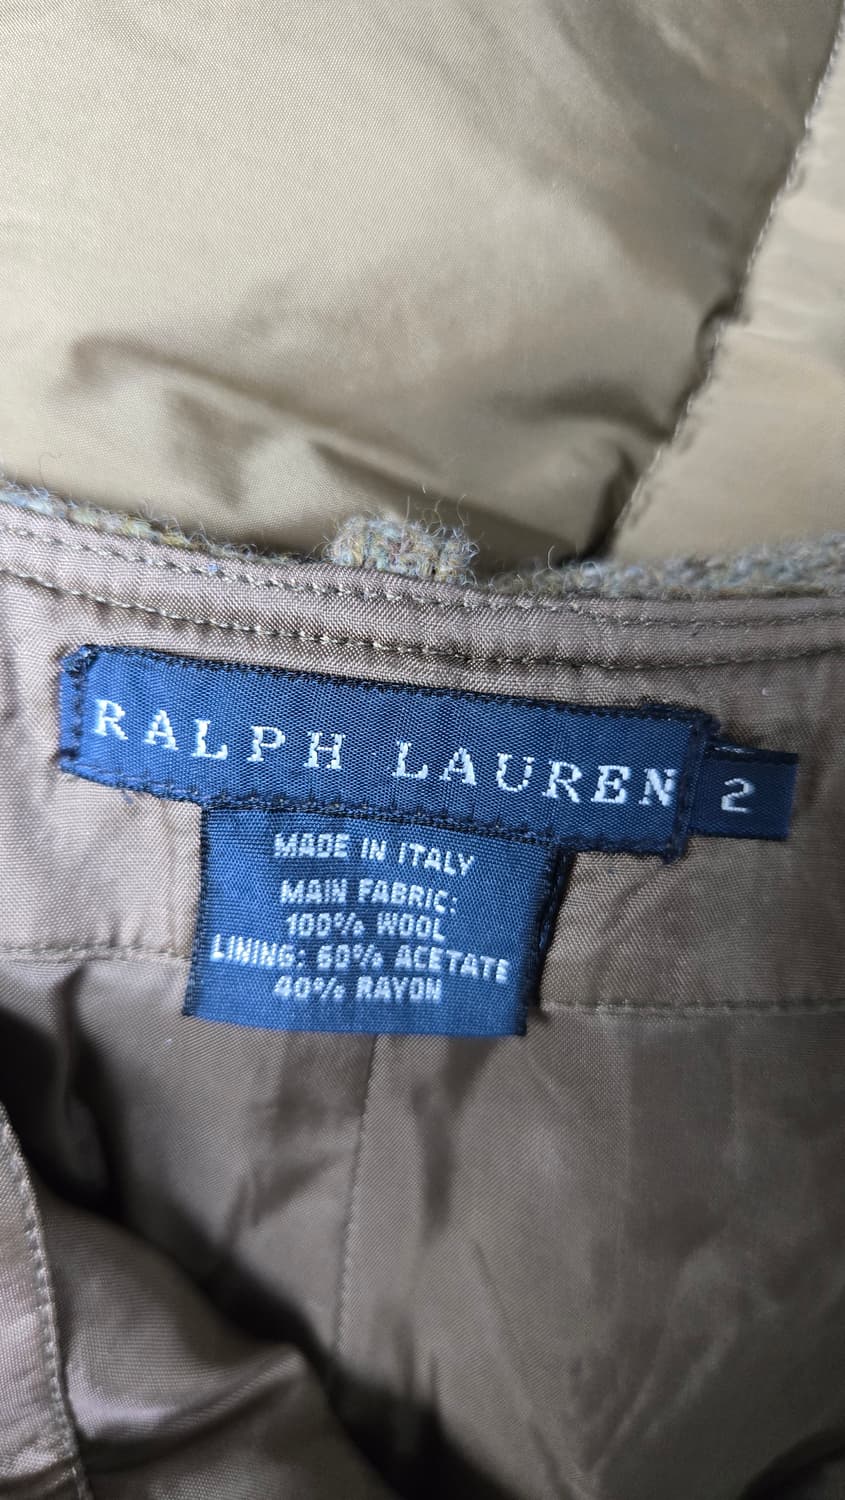 RALPH LAUREN
2
MADE IN ITALY
MAIN FABRIC:
100% WOOL
LINING: 60% ACETATE
40% RAYON